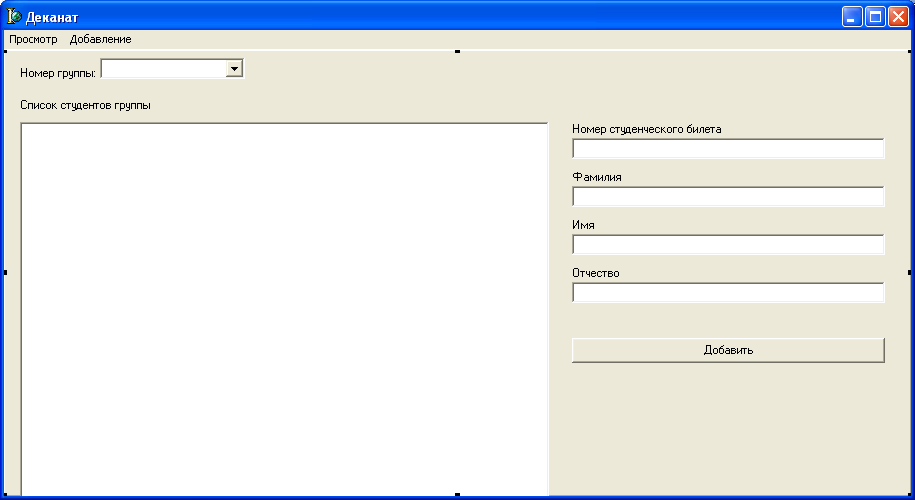 Деканат
Просмотр Добавление
Номер группы:
Список студентов группы
Номер студенческого билета
Фамилия
Имя
Отчество
Добавить